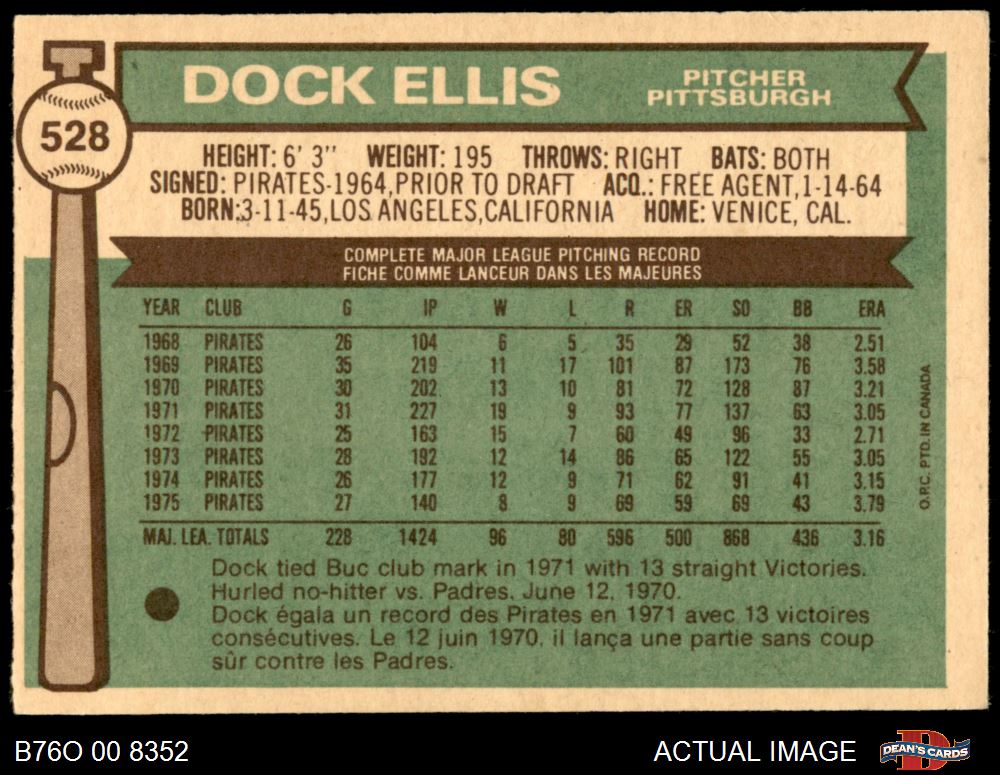 DOCK ELLIS
PITCHER
PITTSBURGH
528
HEIGHT: 6' 3" WEIGHT: 195 THROWS: RIGHT BATS: BOTH
SIGNED: PIRATES-1964, PRIOR TO DRAFT ACQ.: FREE AGENT, 1-14-64
BORN: 3-11-45, LOS ANGELES, CALIFORNIA HOME: VENICE, CAL.
COMPLETE MAJOR LEAGUE PITCHING RECORD
FICHE COMME LANCEUR DANS LES MAJEURES
YEAR CLUB G IP W L R ER SO BB ERA
1968 PIRATES 26 104 6 5 35 29 52 38 2.51
1969 PIRATES 35 219 11 17 101 87 173 76 3.58
1970 PIRATES 30 202 13 10 81 72 128 87 3.21
1971 PIRATES 31 227 19 9 93 77 137 63 3.05
1972 PIRATES 25 163 15 7 60 49 96 33 2.71
1973 PIRATES 28 192 12 14 86 65 122 55 3.05
1974 PIRATES 26 177 12 9 71 62 91 41 3.15
1975 PIRATES 27 140 8 9 69 59 69 43 3.79
MAJ. LEA. TOTALS 228 1424 96 80 596 500 868 436 3.16
Dock tied Buc club mark in 1971 with 13 straight Victories.
Hurled no-hitter vs. Padres, June 12, 1970.
Dock égala un record des Pirates en 1971 avec 13 victoires
consécutives. Le 12 juin 1970, il lança une partie sans coup
sûr contre les Padres.
O.P.C. PTD. IN CANADA
B76O 00 8352
ACTUAL IMAGE
D
DEAN'S CARDS